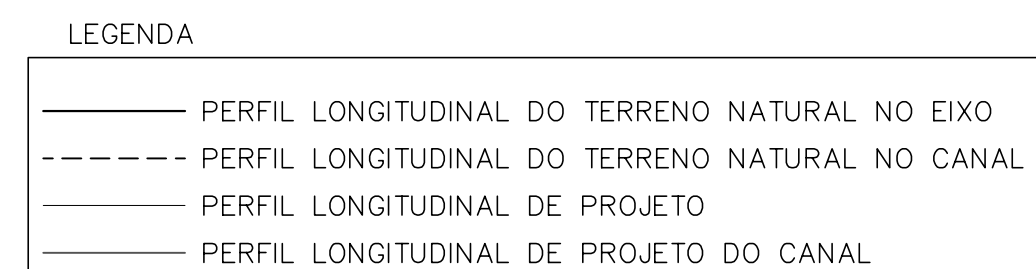 LEGENDA
PERFIL LONGITUDINAL DO TERRENO NATURAL NO EIXO
PERFIL LONGITUDINAL DO TERRENO NATURAL NO CANAL
PERFIL LONGITUDINAL DE PROJETO
PERFIL LONGITUDINAL DE PROJETO DO CANAL